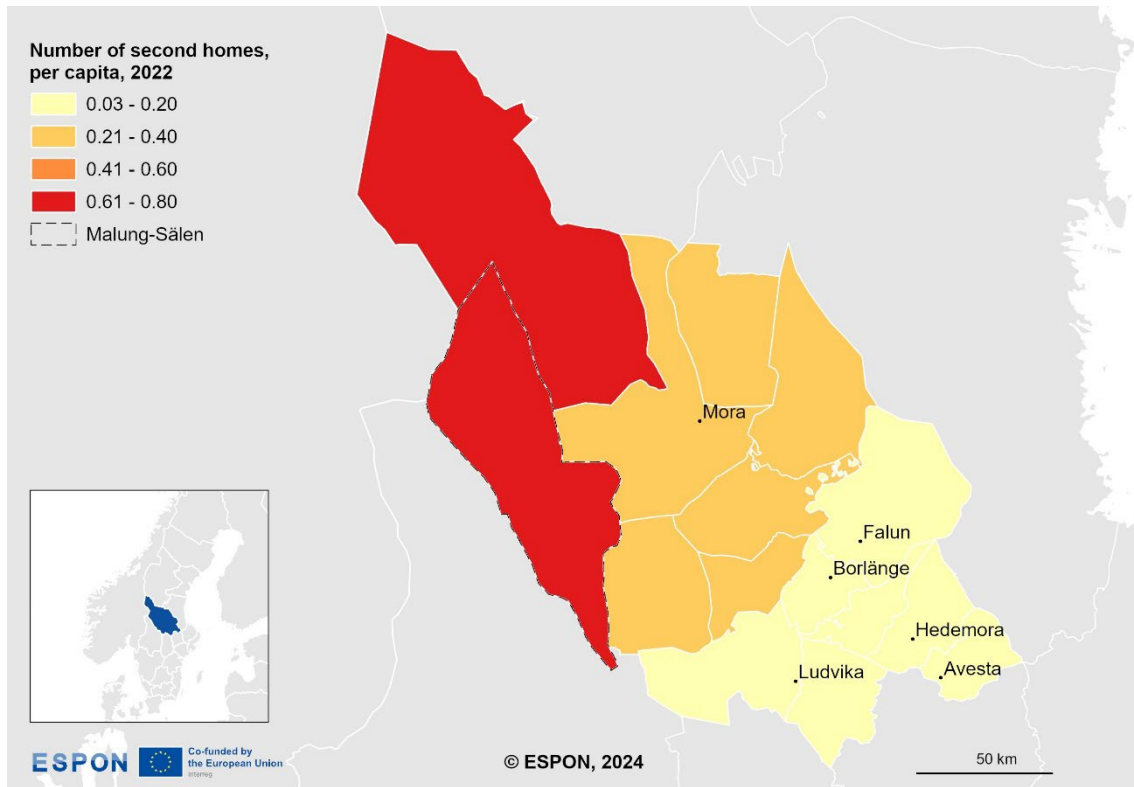 Number of second homes,
per capita, 2022
0.03 - 0.20
0.21 - 0.40
0.41 - 0.60
0.61 - 0.80
Malung-Sälen
Mora
Falun
Borlänge
Hedemora
Avesta
Ludvika
ESPON
Co-funded by
the European Union
Interreg
© ESPON, 2024
50 km